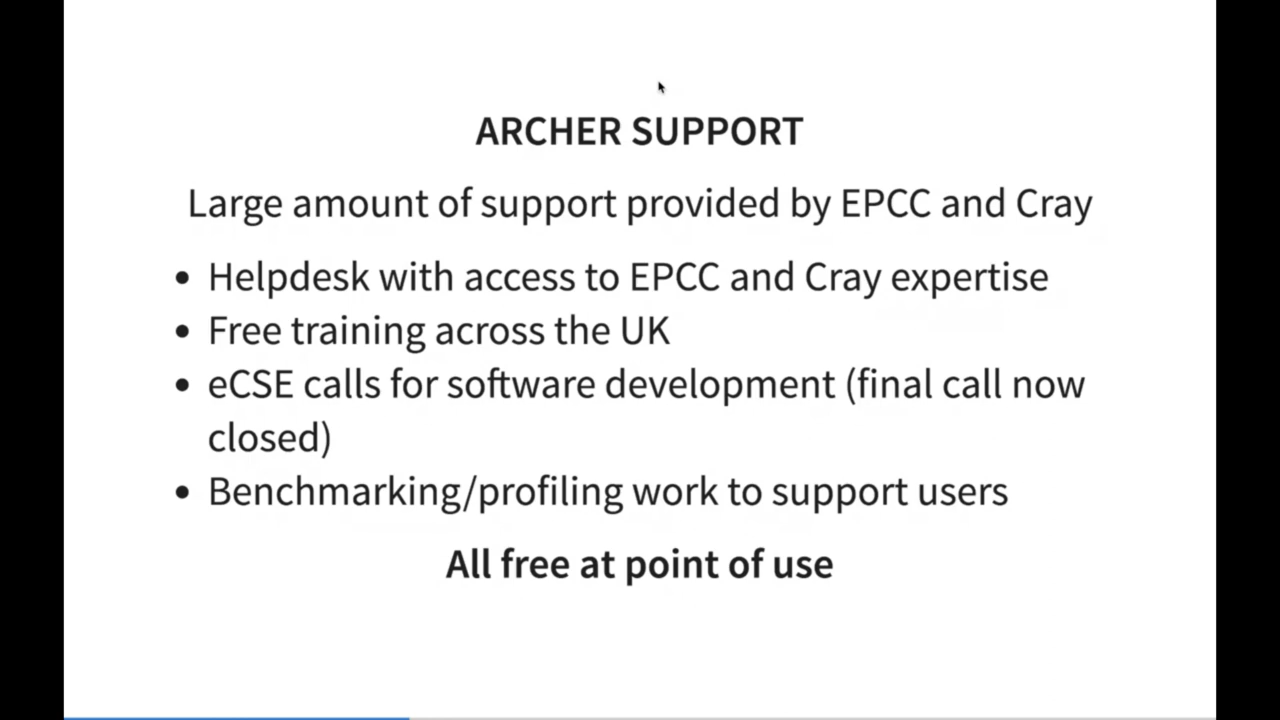 ARCHER SUPPORT
Large amount of support provided by EPCC and Cray
• Helpdesk with access to EPCC and Cray expertise
• Free training across the UK
• eCSE calls for software development (final call now
closed)
• Benchmarking/profiling work to support users
All free at point of use